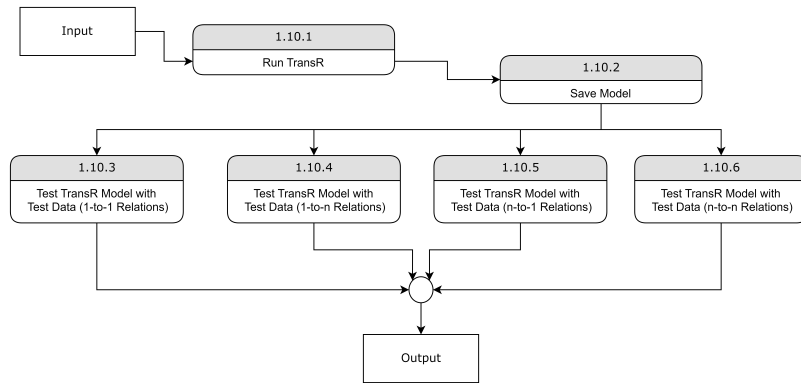 Input
1.10.1
Run TransR
1.10.2
Save Model
1.10.3
Test TransR Model with
Test Data (1-to-1 Relations)
1.10.4
Test TransR Model with
Test Data (1-to-n Relations)
1.10.5
Test TransR Model with
Test Data (n-to-1 Relations)
1.10.6
Test TransR Model with
Test Data (n-to-n Relations)
Output